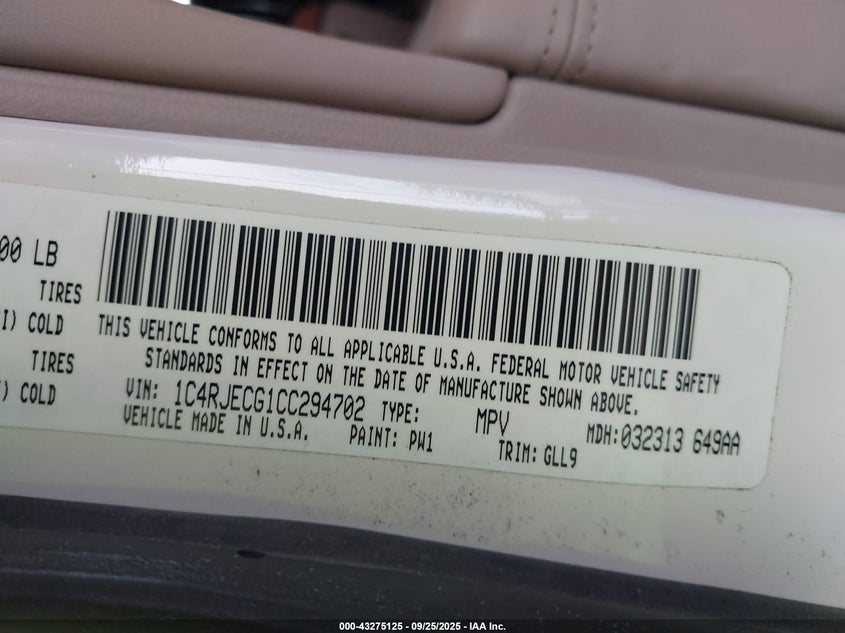 00 LB
TIRES
I) COLD
TIRES
) COLD
THIS VEHICLE CONFORMS TO ALL APPLICABLE U.S.A. FEDERAL MOTOR VEHICLE SAFETY
STANDARDS IN EFFECT ON THE DATE OF MANUFACTURE SHOWN ABOVE.
VIN: 1C4RJECG1CC294702 TYPE: MPV MDH:032313 649AA
VEHICLE MADE IN U.S.A. PAINT: PW1 TRIM: GLL9
000-43275125 - 09/25/2025 - IAA Inc.